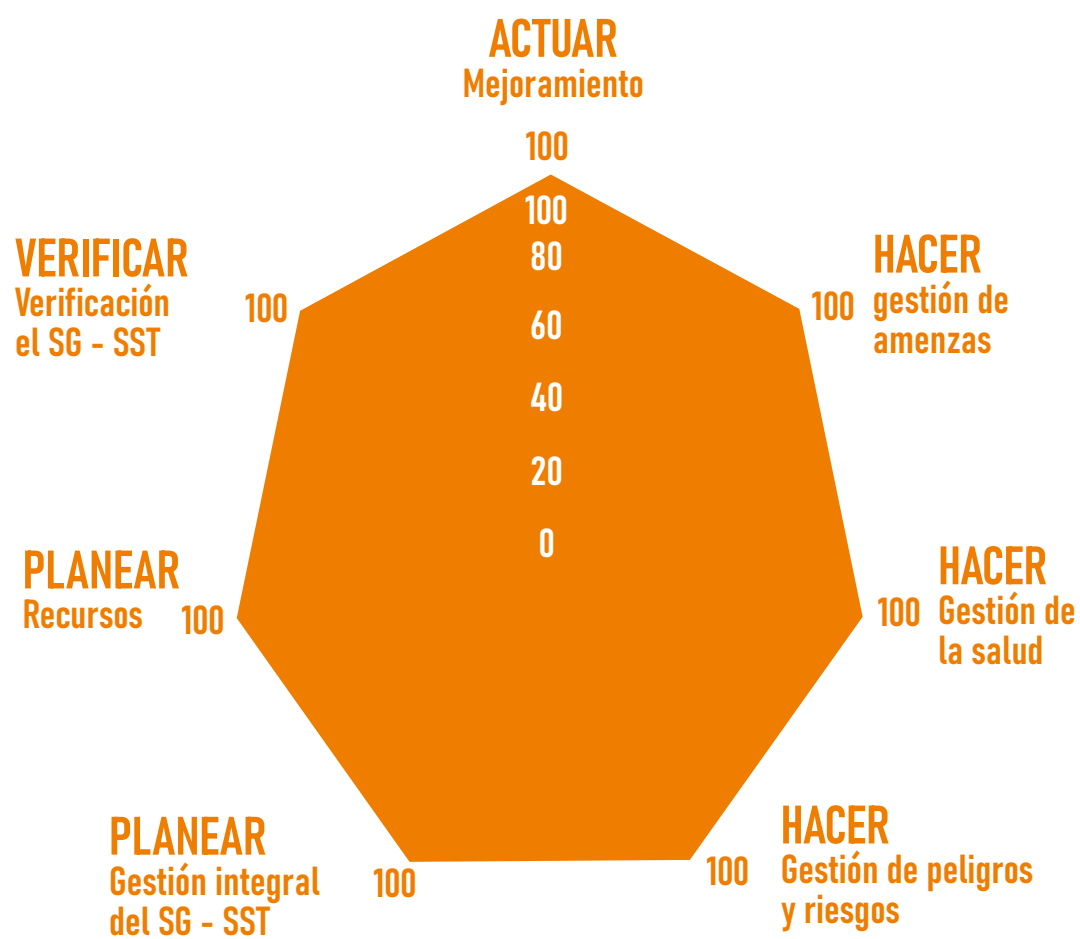 ACTUAR
Mejoramiento
100
100
80
60
40
20
0
HACER
gestión de
amenzas
100
HACER
Gestión de
la salud
100
HACER
Gestión de peligros
y riesgos
100
PLANEAR
Gestión integral
del SG - SST
100
PLANEAR
Recursos
100
VERIFICAR
Verificación
el SG - SST
100